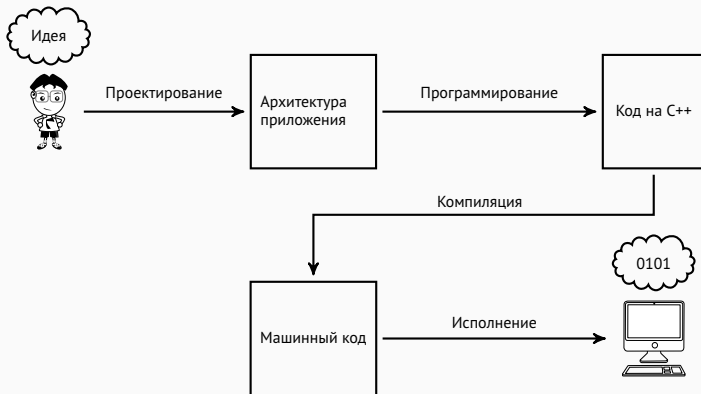 Идея
Проектирование
Архитектура
приложения
Программирование
Код на C++
Компиляция
0101
Машинный код
Исполнение